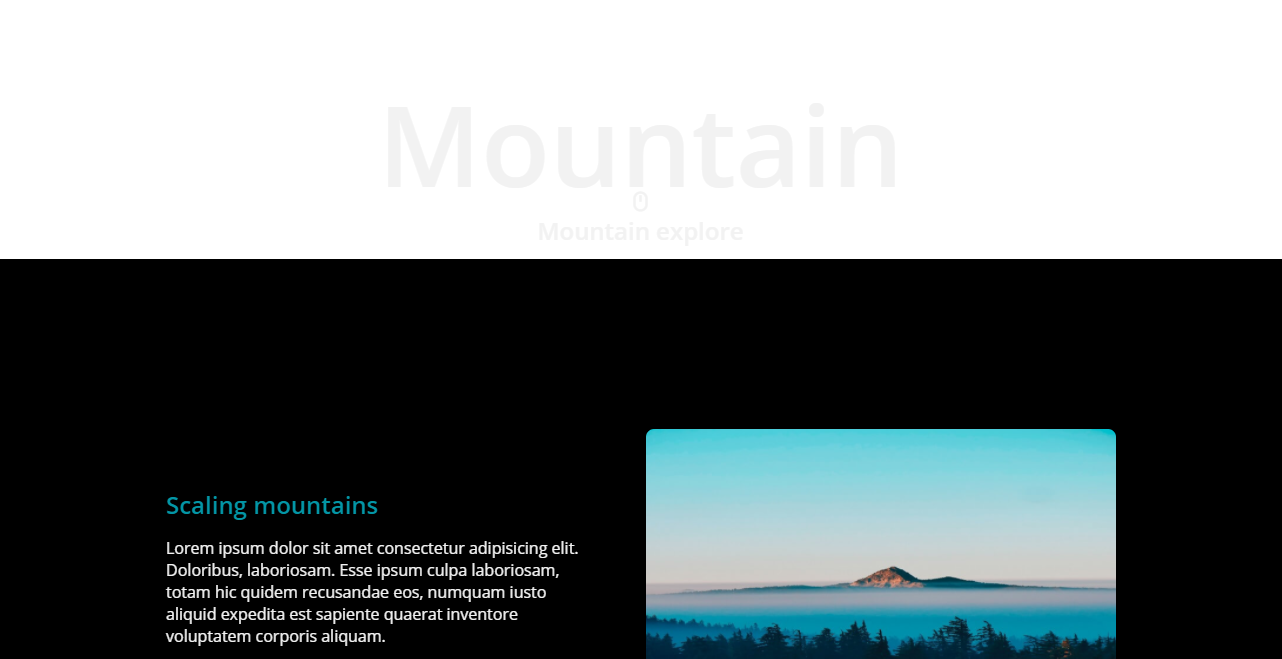 Mountain
Mountain explore
Scaling mountains
Lorem ipsum dolor sit amet consectetur adipisicing elit.
Doloribus, laboriosam. Esse ipsum culpa laboriosam,
totam hic quidem recusandae eos, numquam iusto
aliquid expedita est sapiente quaerat inventore
voluptatem corporis aliquam.